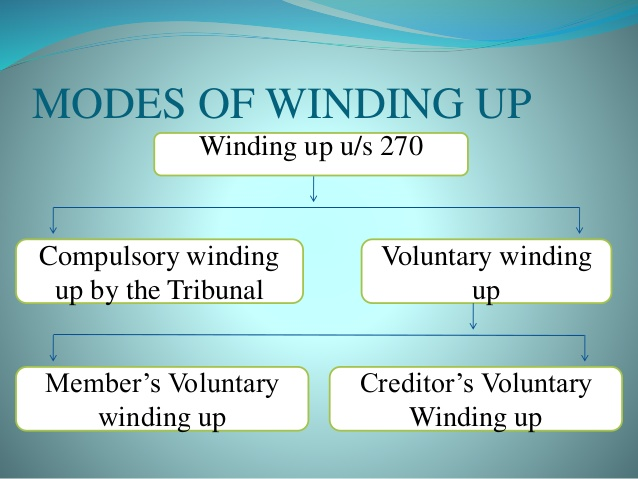 MODES OF WINDING UP
Winding up u/s 270
Compulsory winding
up by the Tribunal
Voluntary winding
up
Member’s Voluntary
winding up
Creditor’s Voluntary
Winding up